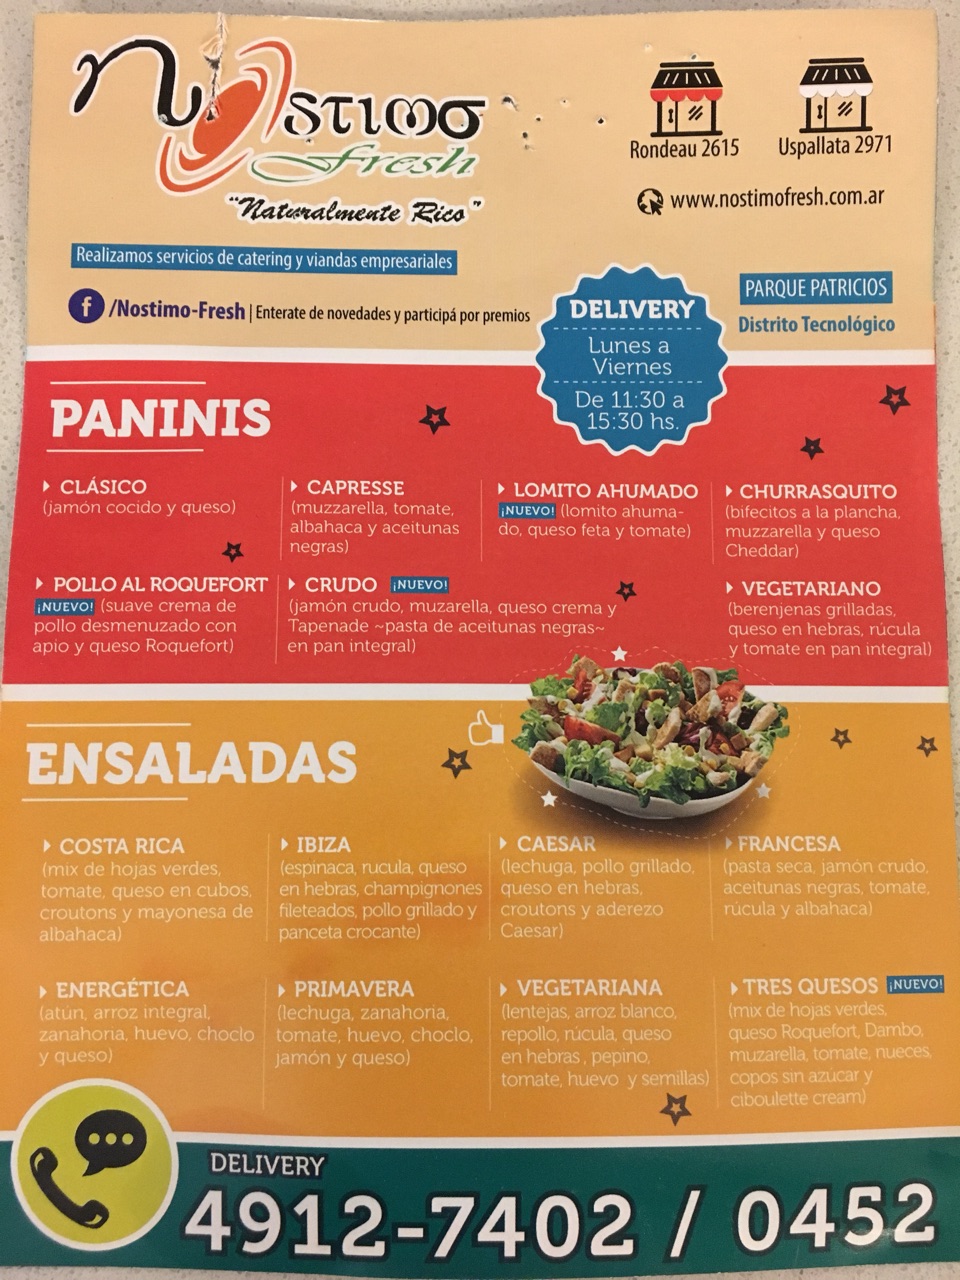 Nostimo
fresh
"Naturalmente Rico"
Rondeau 2615
Uspallata 2971
www.nostimofresh.com.ar
Realizamos servicios de catering y viandas empresariales
f /Nostimo-Fresh | Enterate de novedades y participá por premios
DELIVERY
Lunes a
Viernes
De 11:30 a
15:30 hs.
PARQUE PATRICIOS
Distrito Tecnológico
PANINIS
CLÁSICO
(jamón cocido y queso)
CAPRESSE
(muzzarella, tomate,
albahaca y aceitunas
negras)
LOMITO AHUMADO
¡NUEVO! (lomito ahuma-
do, queso feta y tomate)
CHURRASQUITO
(bifecitos a la plancha,
muzzarella y queso
Cheddar)
POLLO AL ROQUEFORT
¡NUEVO! (suave crema de
pollo desmenuzado con
apio y queso Roquefort)
CRUDO ¡NUEVO!
(jamón crudo, muzarella, queso crema y
Tapenade ~pasta de aceitunas negras~
en pan integral)
VEGETARIANO
(berenjenas grilladas,
queso en hebras, rúcula
y tomate en pan integral)
ENSALADAS
COSTA RICA
(mix de hojas verdes,
tomate, queso en cubos,
croutons y mayonesa de
albahaca)
IBIZA
(espinaca, rucula, queso
en hebras, champignones
fileteados, pollo grillado y
panceta crocante)
CAESAR
(lechuga, pollo grillado,
queso en hebras,
croutons y aderezo
Caesar)
FRANCESA
(pasta seca, jamón crudo,
aceitunas negras, tomate,
rúcula y albahaca)
ENERGÉTICA
(atún, arroz integral,
zanahoria, huevo, choclo
y queso)
PRIMAVERA
(lechuga, zanahoria,
tomate, huevo, choclo,
jamón y queso)
VEGETARIANA
(lentejas, arroz blanco,
repollo, rúcula, queso
en hebras , pepino,
tomate, huevo y semillas)
TRES QUESOS ¡NUEVO!
(mix de hojas verdes,
queso Roquefort, Dambo,
muzarella, tomate, nueces,
copos sin azúcar y
ciboulette cream)
DELIVERY
4912-7402 / 0452